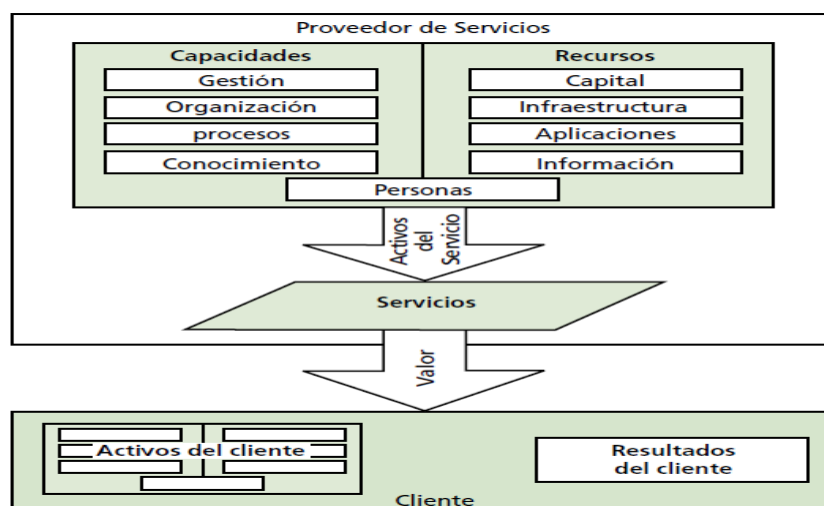 Proveedor de Servicios
Capacidades
Gestión
Organización
procesos
Conocimiento
Recursos
Capital
Infraestructura
Aplicaciones
Información
Personas
Activos
del
Servicio
Servicios
Valor
Activos del cliente
Resultados
del cliente
Cliente